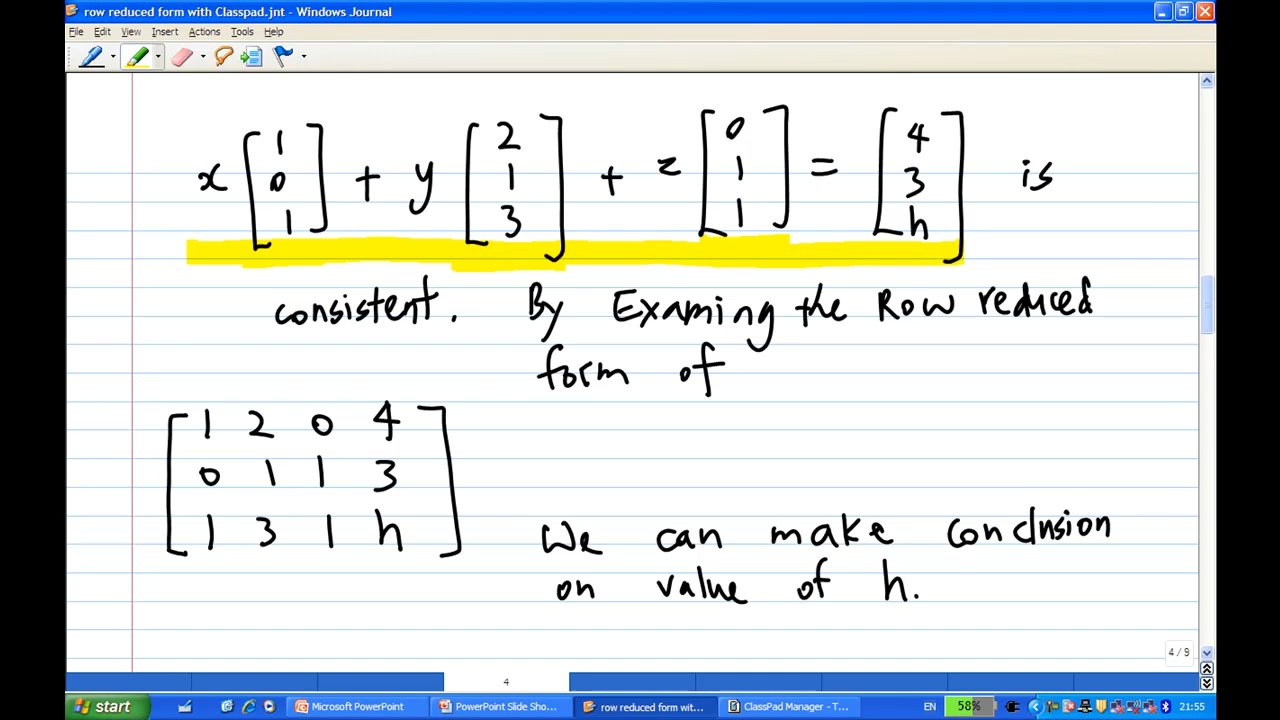 row reduced form with Classpad.jnt - Windows Journal
File Edit View Insert Actions Tools Help
x [1 0 1] + y [2 1 3] + z [0 1 1] = [4 3 h] is
consistent. By Examing the Row reduced
form of
1 2 0 4
0 1 1 3
1 3 1 h
We can make conclusion
on value of h.
4 / 9
4
start Microsoft PowerPoint PowerPoint Slide Sho... row reduced form wit... ClassPad Manager - T... EN 58% 21:55